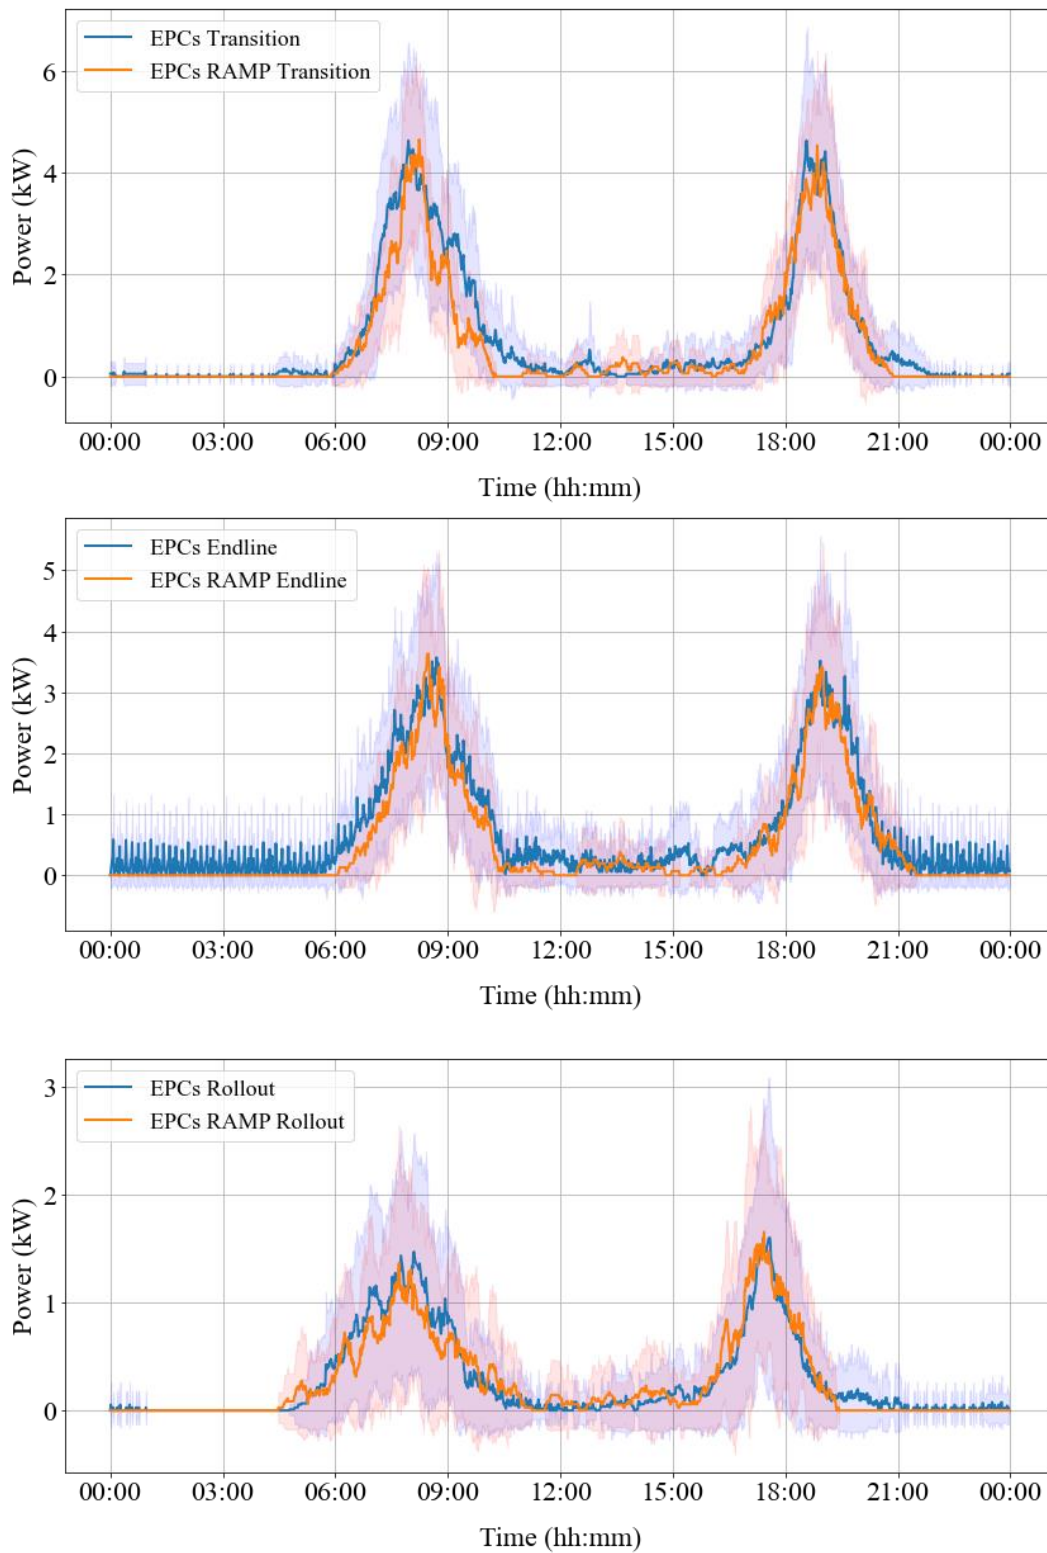 EPCs Transition
EPCs RAMP Transition
6
4
2
0
Power (kW)
00:00 03:00 06:00 09:00 12:00 15:00 18:00 21:00 00:00
Time (hh:mm)
EPCs Endline
EPCs RAMP Endline
5
4
3
2
1
0
Power (kW)
00:00 03:00 06:00 09:00 12:00 15:00 18:00 21:00 00:00
Time (hh:mm)
EPCs Rollout
EPCs RAMP Rollout
3
2
1
0
Power (kW)
00:00 03:00 06:00 09:00 12:00 15:00 18:00 21:00 00:00
Time (hh:mm)